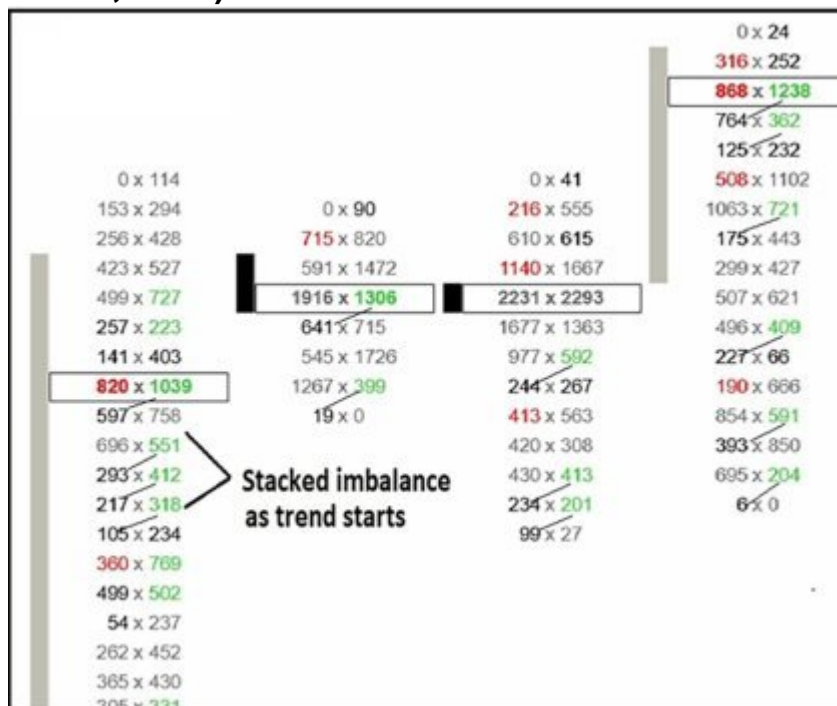 0 x 114
153 x 294
256 x 428
423 x 527
499 x 727
257 x 223
141 x 403
820 x 1039
597 x 758
696 x 551
293 x 412
217 x 318
105 x 234
360 x 769
499 x 502
54 x 237
262 x 452
365 x 430
0 x 90
715 x 820
591 x 1472
1916 x 1306
641 x 715
545 x 1726
1267 x 399
19 x 0
Stacked imbalance
as trend starts
0 x 41
216 x 555
610 x 615
1140 x 1667
2231 x 2293
1677 x 1363
977 x 592
244 x 267
413 x 563
420 x 308
430 x 413
234 x 201
99 x 27
0 x 24
316 x 252
868 x 1238
764 x 362
125 x 232
508 x 1102
1063 x 721
175 x 443
299 x 427
507 x 621
496 x 409
227 x 66
190 x 666
854 x 591
393 x 850
695 x 204
6 x 0